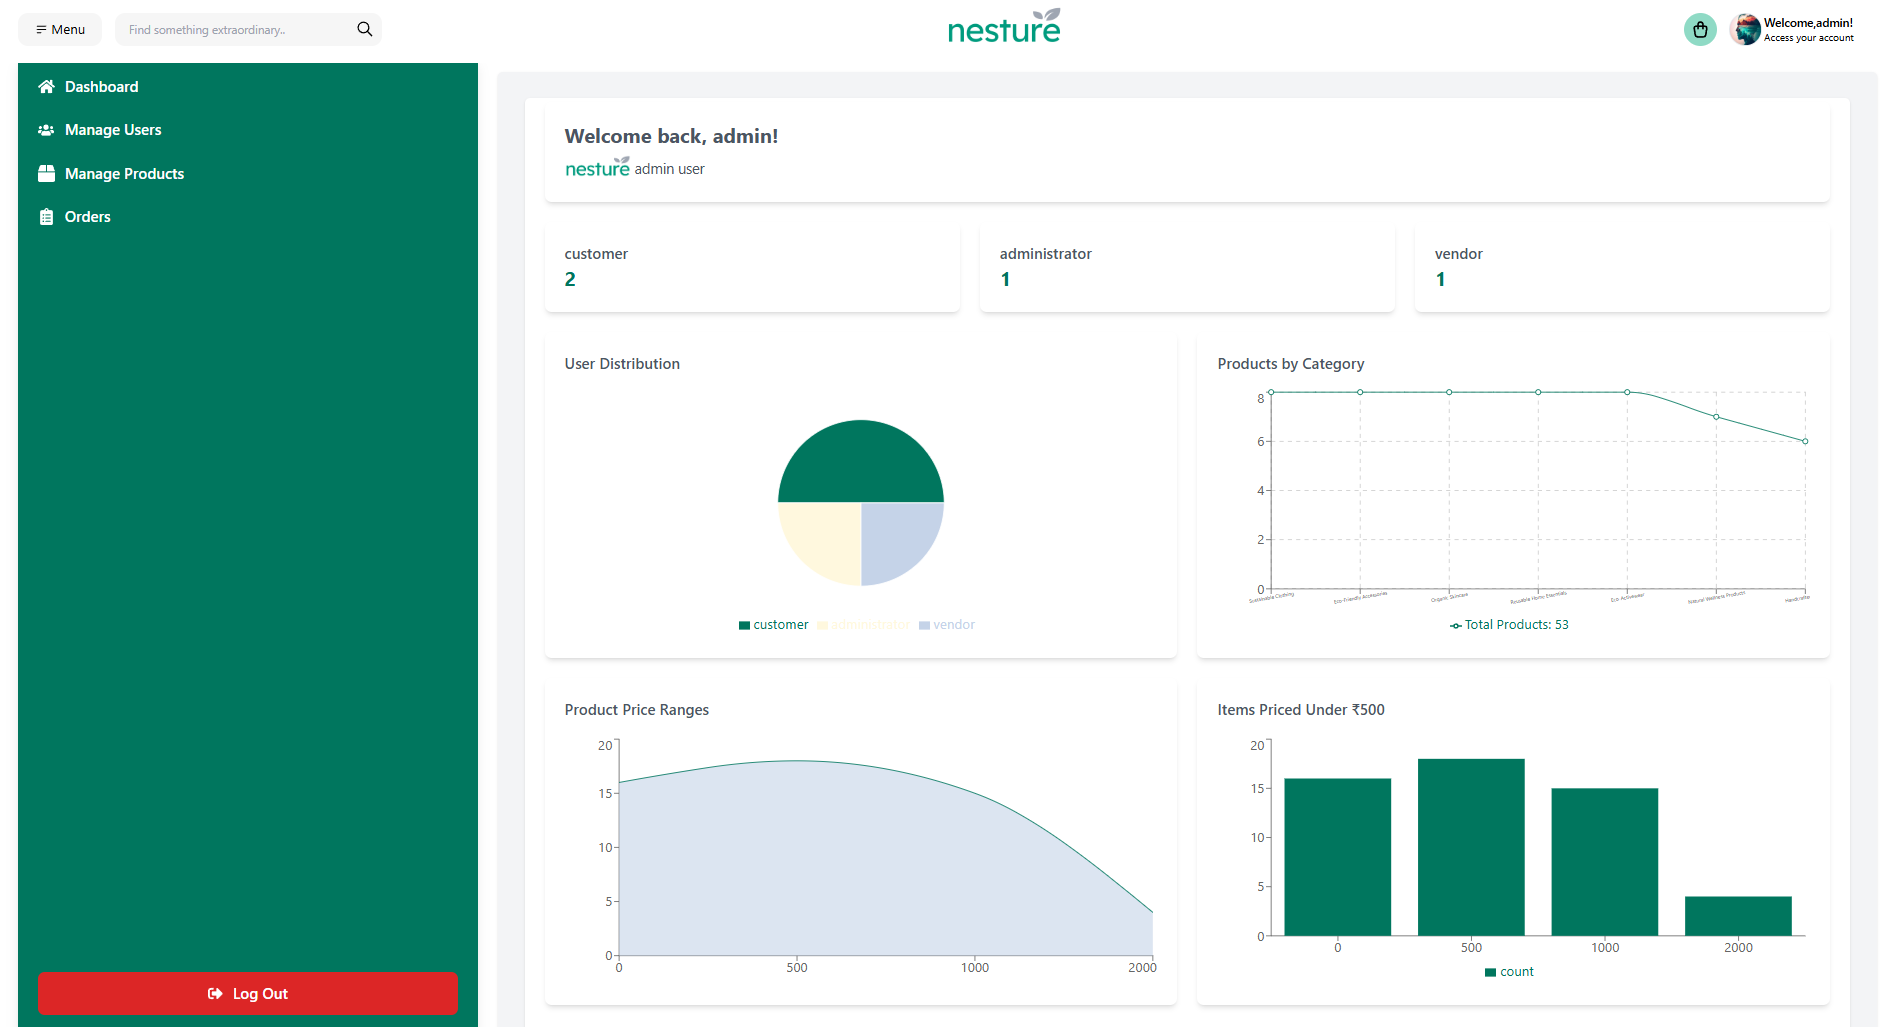 Menu
Find something extraordinary..
nesture
Welcome,admin!
Access your account
Dashboard
Manage Users
Manage Products
Orders
Log Out
Welcome back, admin!
nesture admin user
customer
2
administrator
1
vendor
1
User Distribution
customer administrator vendor
Products by Category
8
6
4
2
0
Sustainable Clothing Eco-Friendly Accessories Organic Skincare Reusable Home Essentials Eco Activewear Natural Wellness Products
Total Products: 53
Product Price Ranges
20
15
10
5
0
0 500 1000 2000
Items Priced Under ₹500
20
15
10
5
0
0 500 1000 2000
count